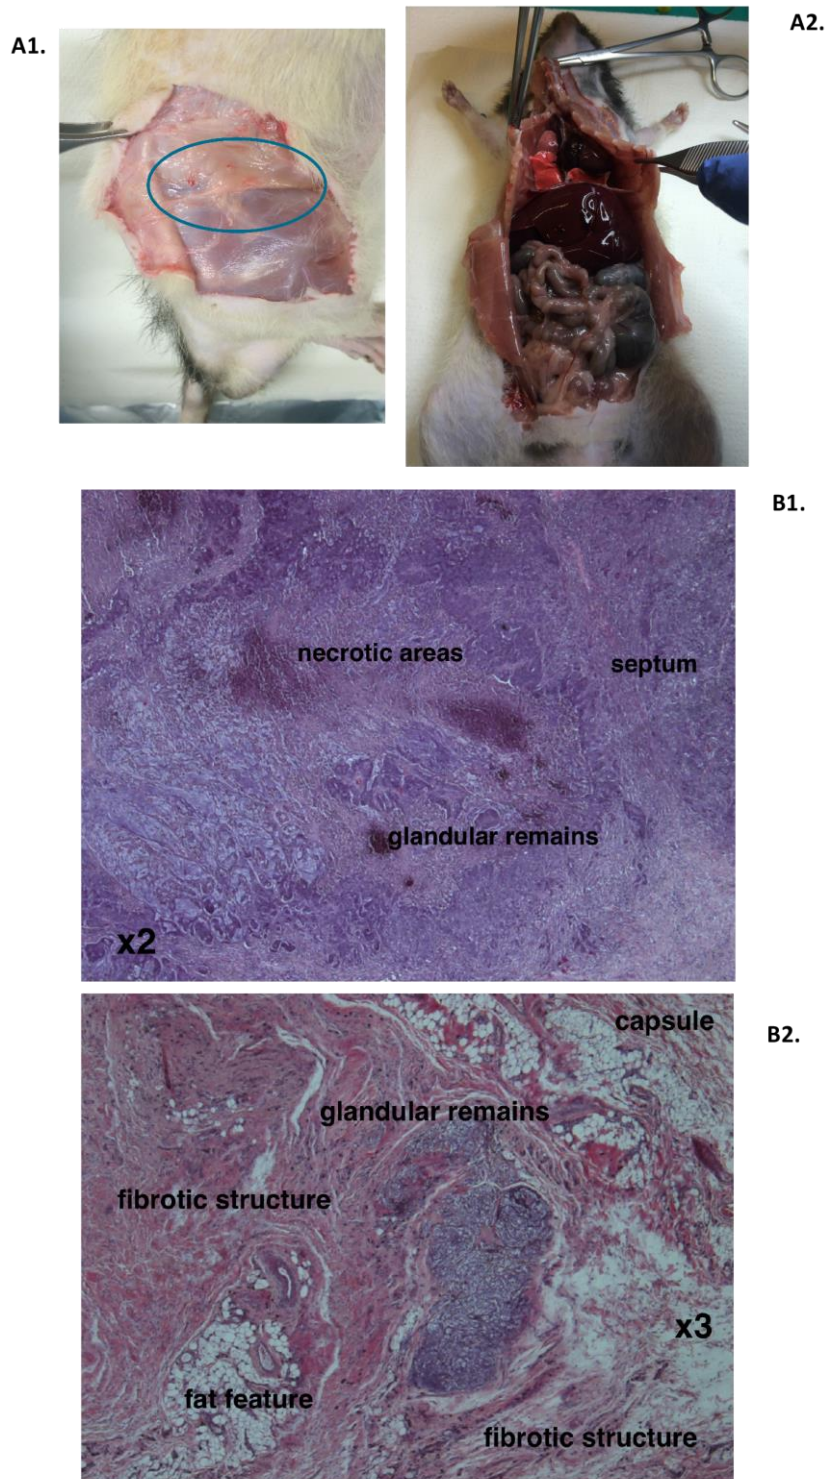 A1.
A2.
B1.
necrotic areas
septum
glandular remains
x2
B2.
capsule
glandular remains
fibrotic structure
x3
fat feature
fibrotic structure